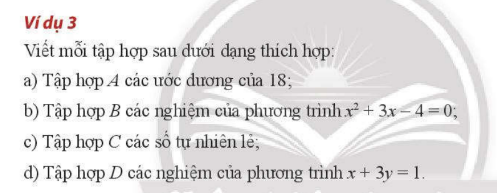 Ví dụ 3
Viết mỗi tập hợp sau dưới dạng thích hợp:
a) Tập hợp A các ước dương của 18;
b) Tập hợp B các nghiệm của phương trình x² + 3x – 4 = 0;
c) Tập hợp C các số tự nhiên lẻ;
d) Tập hợp D các nghiệm của phương trình x + 3y = 1.